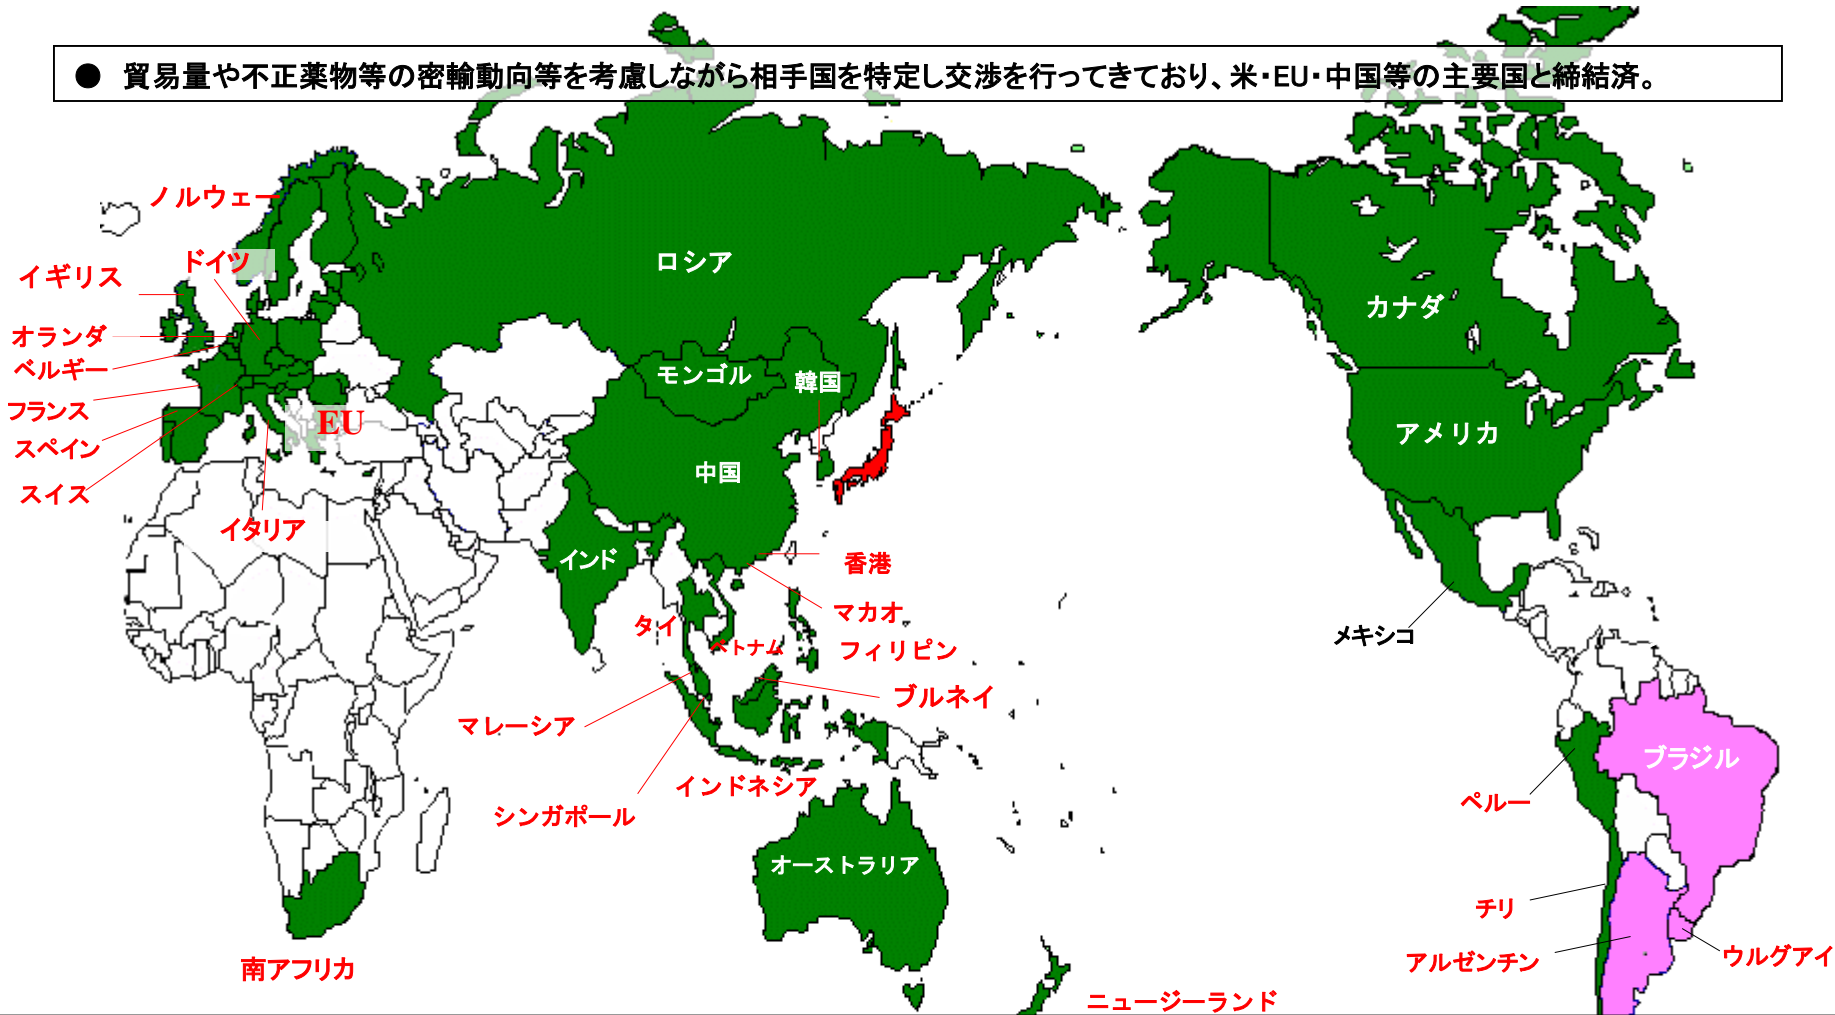 ● 貿易量や不正薬物等の密輸動向等を考慮しながら相手国を特定し交渉を行ってきており、米・EU・中国等の主要国と締結済。
ノルウェー
ドイツ
イギリス
オランダ
ベルギー
フランス
スペイン
スイス
EU
イタリア
ロシア
モンゴル
韓国
中国
インド
香港
マカオ
タイ
ベトナム
フィリピン
ブルネイ
マレーシア
インドネシア
シンガポール
オーストラリア
南アフリカ
ニュージーランド
カナダ
アメリカ
メキシコ
ブラジル
ペルー
チリ
アルゼンチン
ウルグアイ